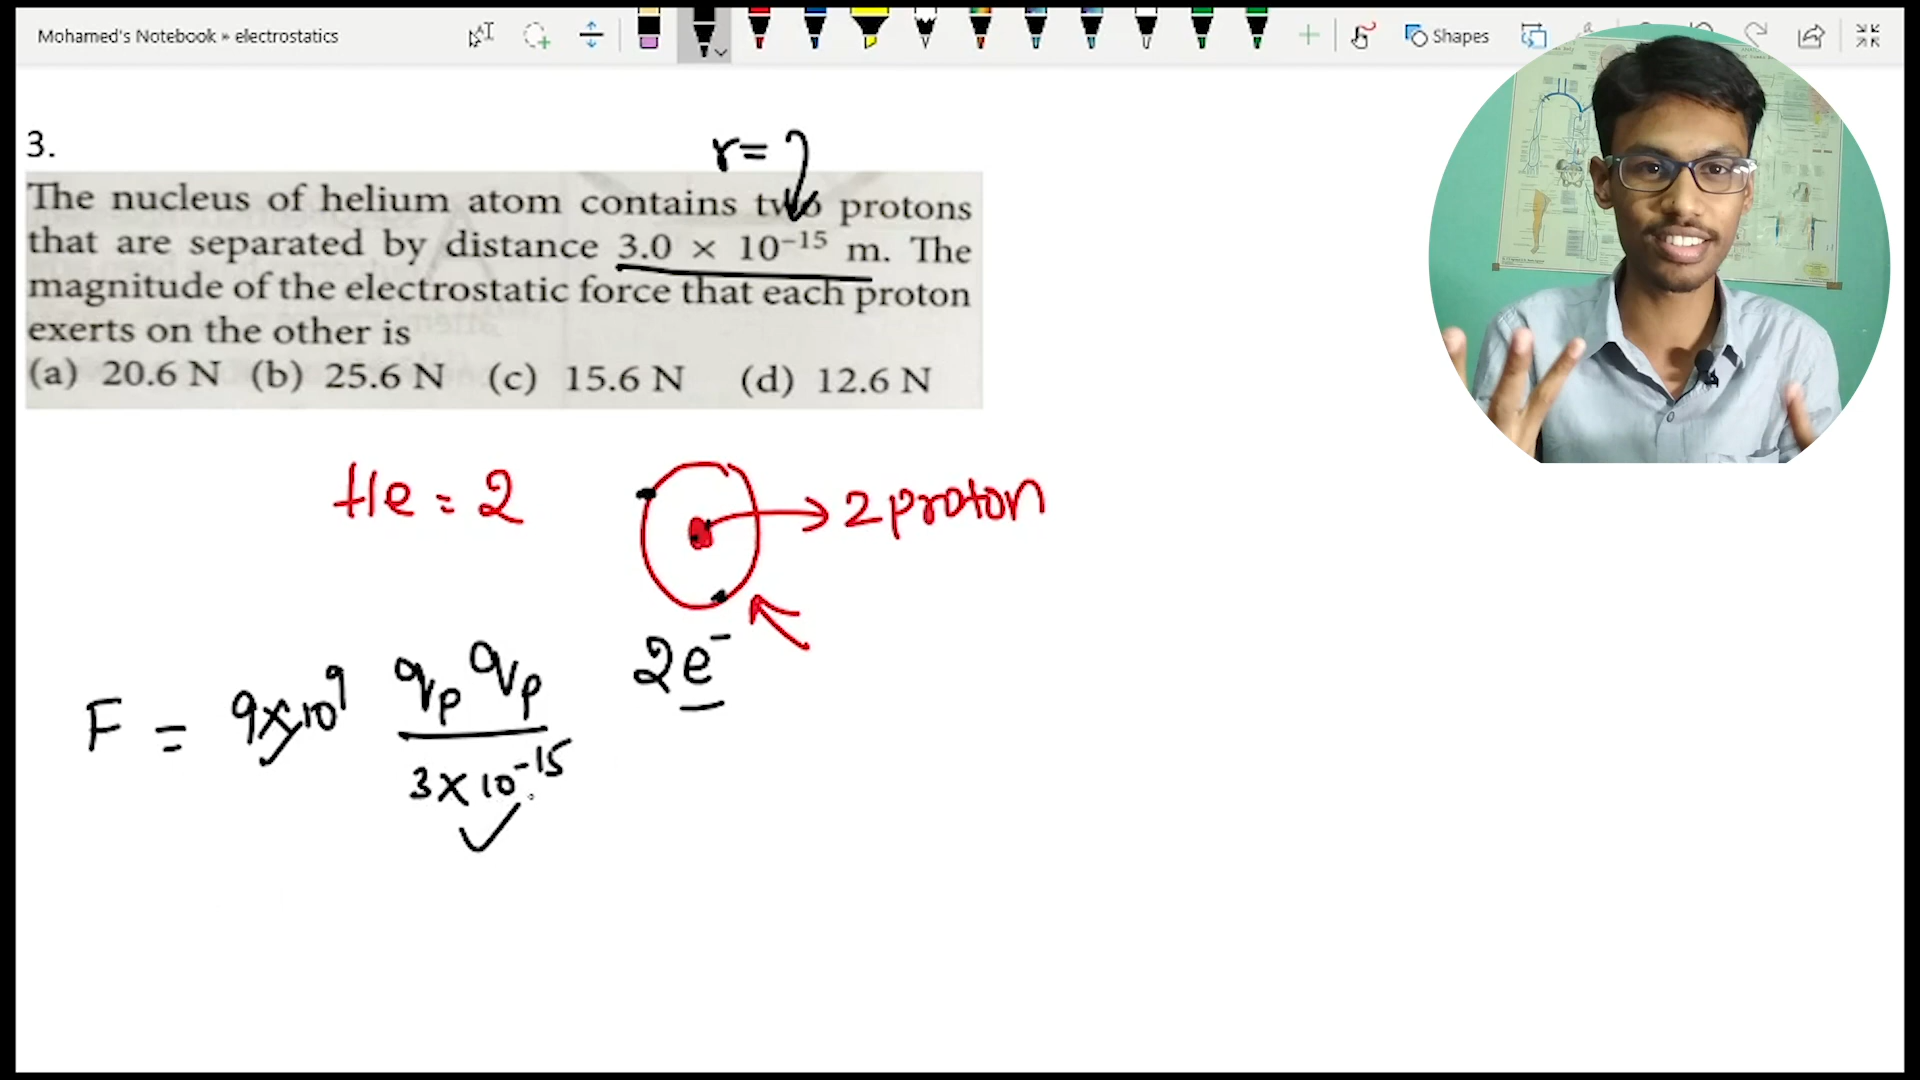 Mohamed's Notebook » electrostatics
Shapes
3.
r=
The nucleus of helium atom contains two protons
that are separated by distance 3.0 × 10⁻¹⁵ m. The
magnitude of the electrostatic force that each proton
exerts on the other is
(a) 20.6 N (b) 25.6 N (c) 15.6 N (d) 12.6 N
He = 2
2 proton
2e⁻
F = 9×10⁹ qₚ qₚ
3×10⁻¹⁵